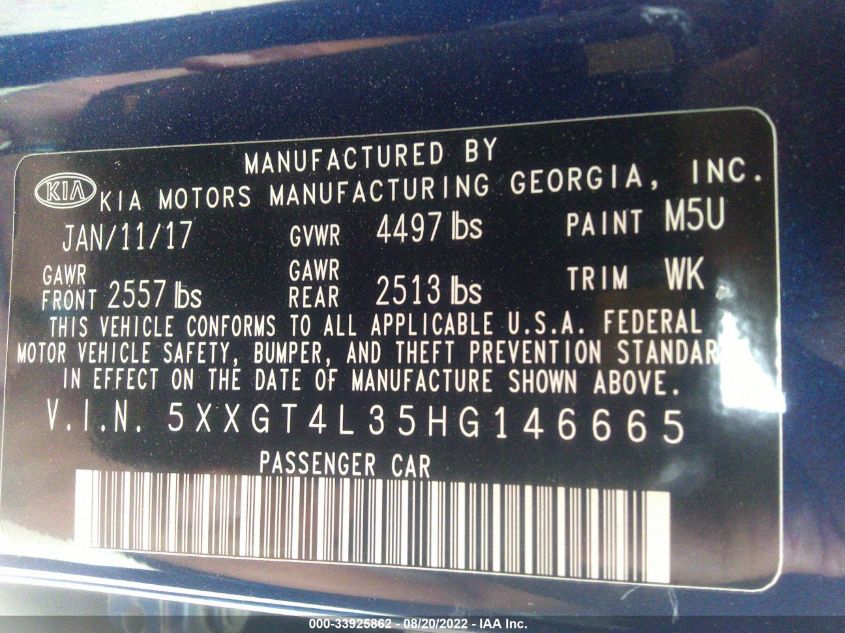 MANUFACTURED BY
KIA KIA MOTORS MANUFACTURING GEORGIA, INC.
JAN/11/17 GVWR 4497 lbs PAINT M5U
GAWR FRONT 2557 lbs GAWR REAR 2513 lbs TRIM WK
THIS VEHICLE CONFORMS TO ALL APPLICABLE U.S.A. FEDERAL
MOTOR VEHICLE SAFETY, BUMPER, AND THEFT PREVENTION STANDAR
IN EFFECT ON THE DATE OF MANUFACTURE SHOWN ABOVE.
V.I.N. 5XXGT4L35HG146665
PASSENGER CAR
000-33925862 - 08/20/2022 - IAA Inc.